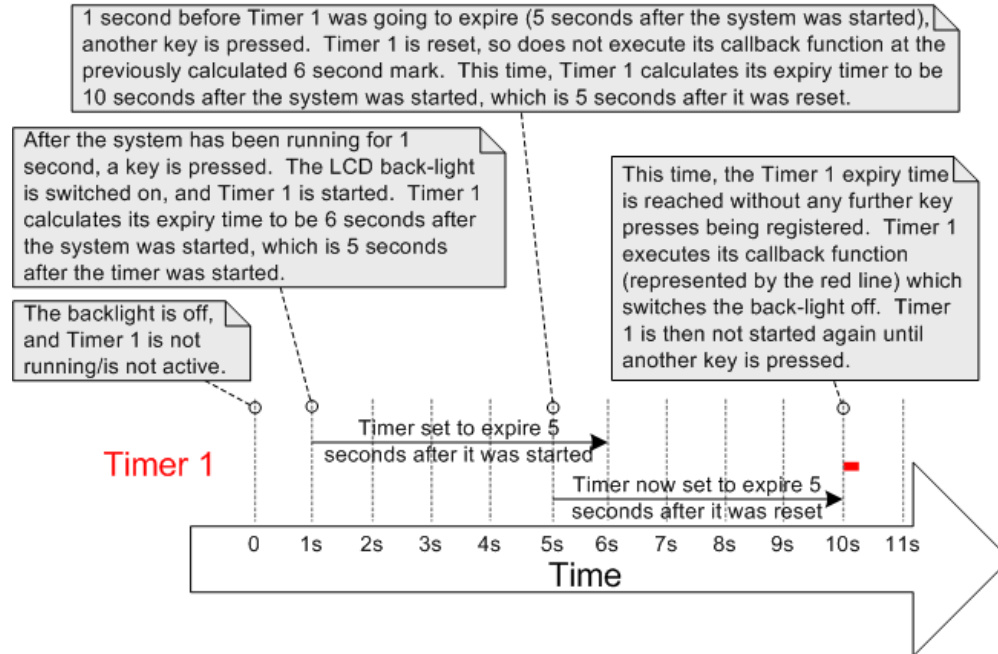 1 second before Timer 1 was going to expire (5 seconds after the system was started),
another key is pressed.  Timer 1 is reset, so does not execute its callback function at the
previously calculated 6 second mark.  This time, Timer 1 calculates its expiry timer to be
10 seconds after the system was started, which is 5 seconds after it was reset.
After the system has been running for 1
second, a key is pressed.  The LCD back-light
is switched on, and Timer 1 is started.  Timer 1
calculates its expiry time to be 6 seconds after
the system was started, which is 5 seconds
after the timer was started.
This time, the Timer 1 expiry time
is reached without any further key
presses being registered.  Timer 1
executes its callback function
(represented by the red line) which
switches the back-light off.  Timer
1 is then not started again until
another key is pressed.
The backlight is off,
and Timer 1 is not
running/is not active.
Timer set to expire 5
seconds after it was started
Timer 1
Timer now set to expire 5
seconds after it was reset
0 1s 2s 3s 4s 5s 6s 7s 8s 9s 10s 11s
Time